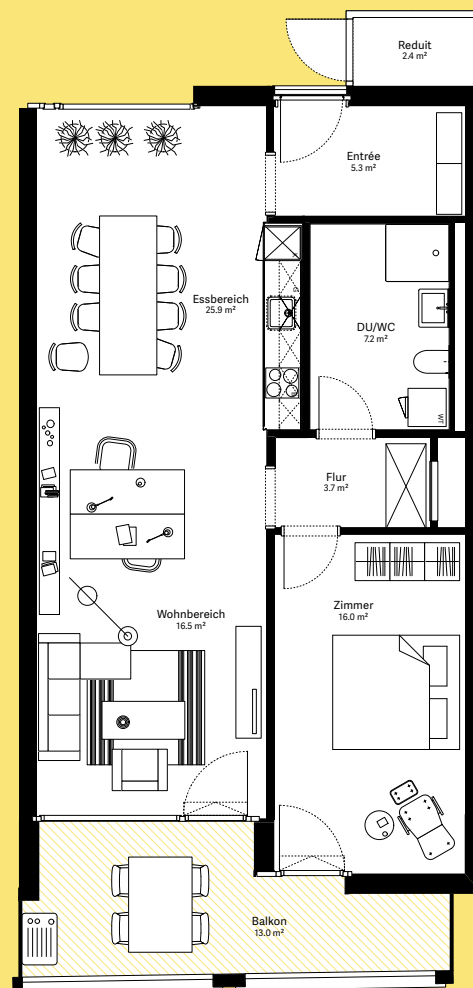 Reduit
2.4 m²
Entrée
5.3 m²
Essbereich
25.9 m²
DU/WC
7.2 m²
WT
Flur
3.7 m²
Wohnbereich
16.5 m²
Zimmer
16.0 m²
Balkon
13.0 m²